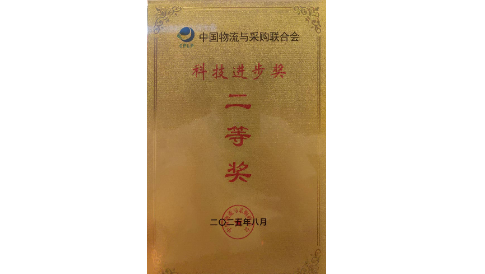 中国物流与采购联合会
科技进步奖
二
等
奖
二〇二五年八月